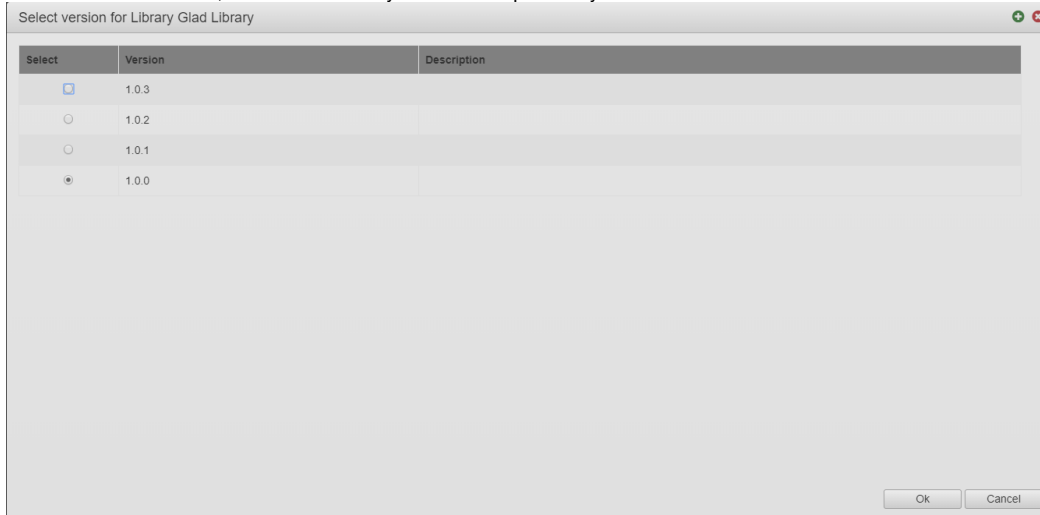 Select version for Library Glad Library
Select Version Description
1.0.3
1.0.2
1.0.1
1.0.0
Ok Cancel